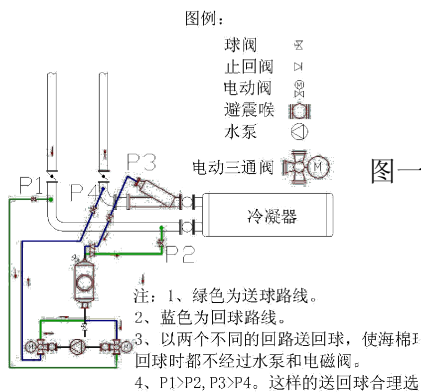 图例：
球阀
止回阀
电动阀
M
避震喉
水泵
电动三通阀
M
图一
P3
P1
P4
冷凝器
P2
注：1、绿色为送球路线。
2、蓝色为回球路线。
3、以两个不同的回路送回球，使海绵
回球时都不经过水泵和电磁阀。
4、P1>P2,P3>P4。这样的送回球合理选
M
M